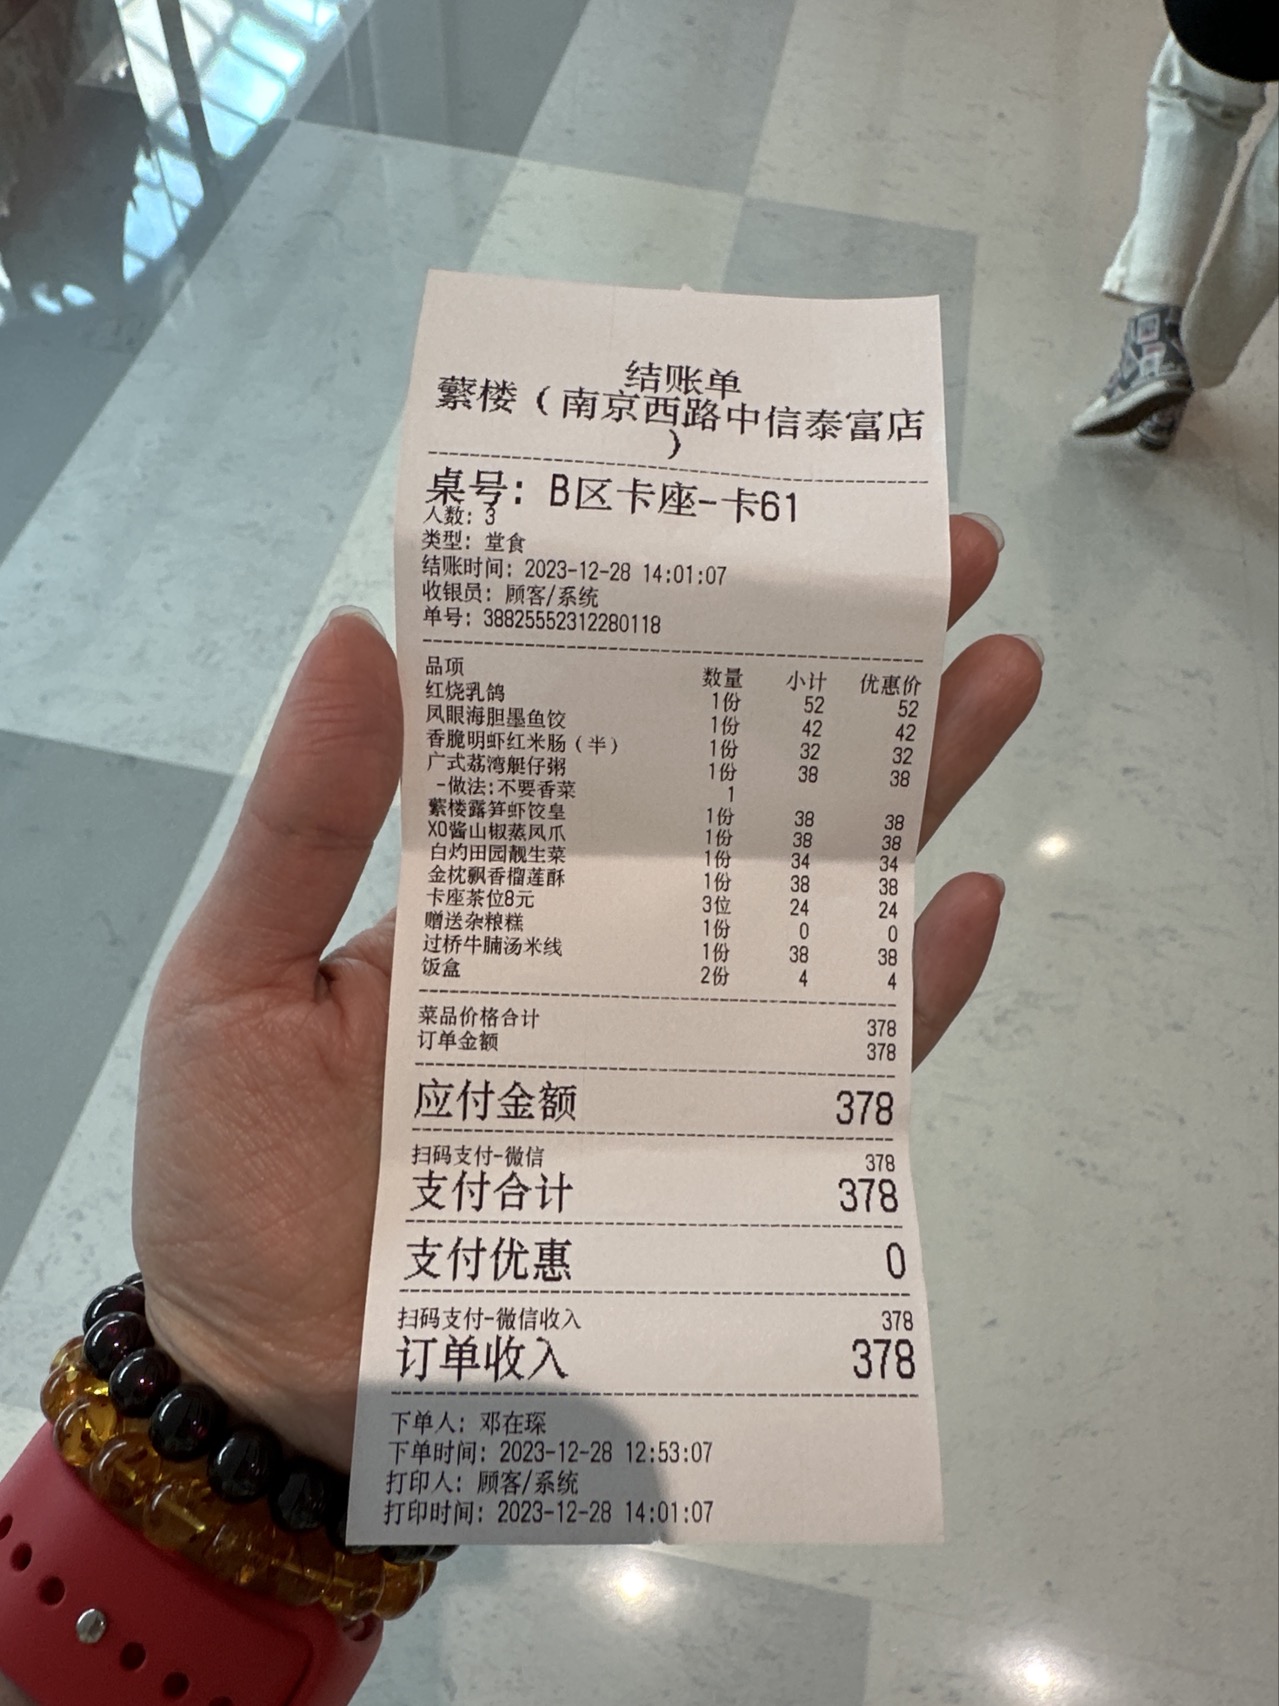 结账单
蘩楼（南京西路中信泰富店
）
桌号: B区卡座-卡61
人数: 3
类型: 堂食
结账时间: 2023-12-28 14:01:07
收银员: 顾客/系统
单号: 38825552312280118
品项 数量 小计 优惠价
红烧乳鸽 1份 52 52
凤眼海胆墨鱼饺 1份 42 42
香脆明虾红米肠（半） 1份 32 32
广式荔湾艇仔粥 1份 38 38
-做法:不要香菜 1
蘩楼露笋虾饺皇 1份 38 38
XO酱山椒蒸凤爪 1份 38 38
白灼田园靓生菜 1份 34 34
金枕飘香榴莲酥 1份 38 38
卡座茶位8元 3位 24 24
赠送杂粮糕 1份 0 0
过桥牛腩汤米线 1份 38 38
饭盒 2份 4 4
菜品价格合计 378
订单金额 378
应付金额 378
扫码支付-微信 378
支付合计 378
支付优惠 0
扫码支付-微信收入 378
订单收入 378
下单人: 邓在琛
下单时间: 2023-12-28 12:53:07
打印人: 顾客/系统
打印时间: 2023-12-28 14:01:07